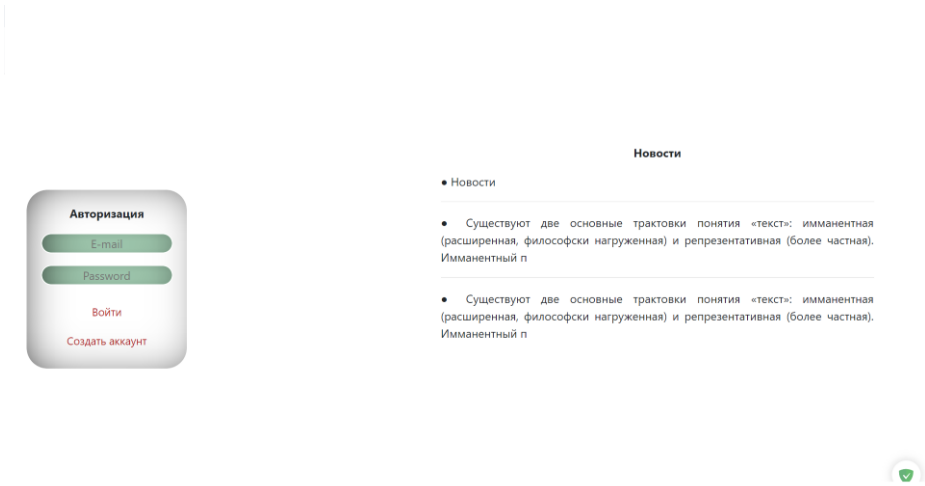 Авторизация
E-mail
Password
Войти
Создать аккаунт
Новости
● Новости
● Существуют две основные трактовки понятия «текст»: имманентная
(расширенная, философски нагруженная) и репрезентативная (более частная).
Имманентный п
● Существуют две основные трактовки понятия «текст»: имманентная
(расширенная, философски нагруженная) и репрезентативная (более частная).
Имманентный п